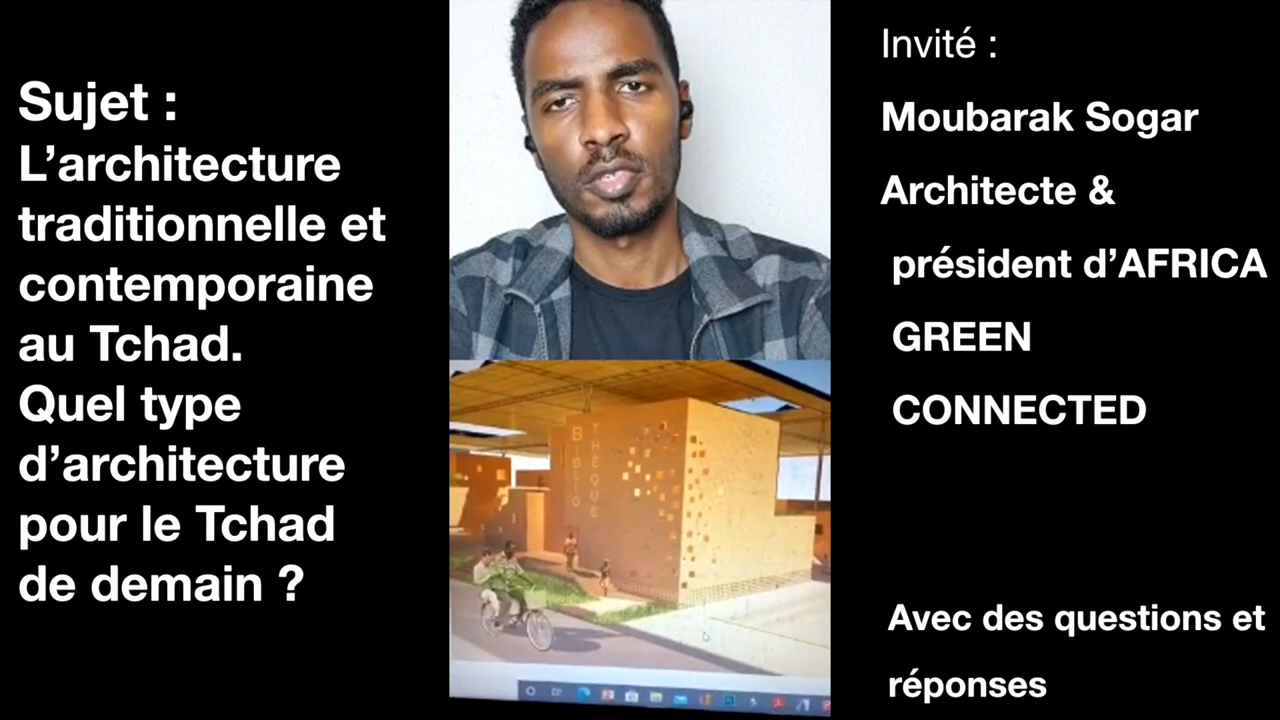 Sujet :
L’architecture
traditionnelle et
contemporaine
au Tchad.
Quel type
d’architecture
pour le Tchad
de demain ?
BIBLIO
THÈQUE
Invité :
Moubarak Sogar
Architecte &
président d’AFRICA
GREEN
CONNECTED
Avec des questions et
réponses